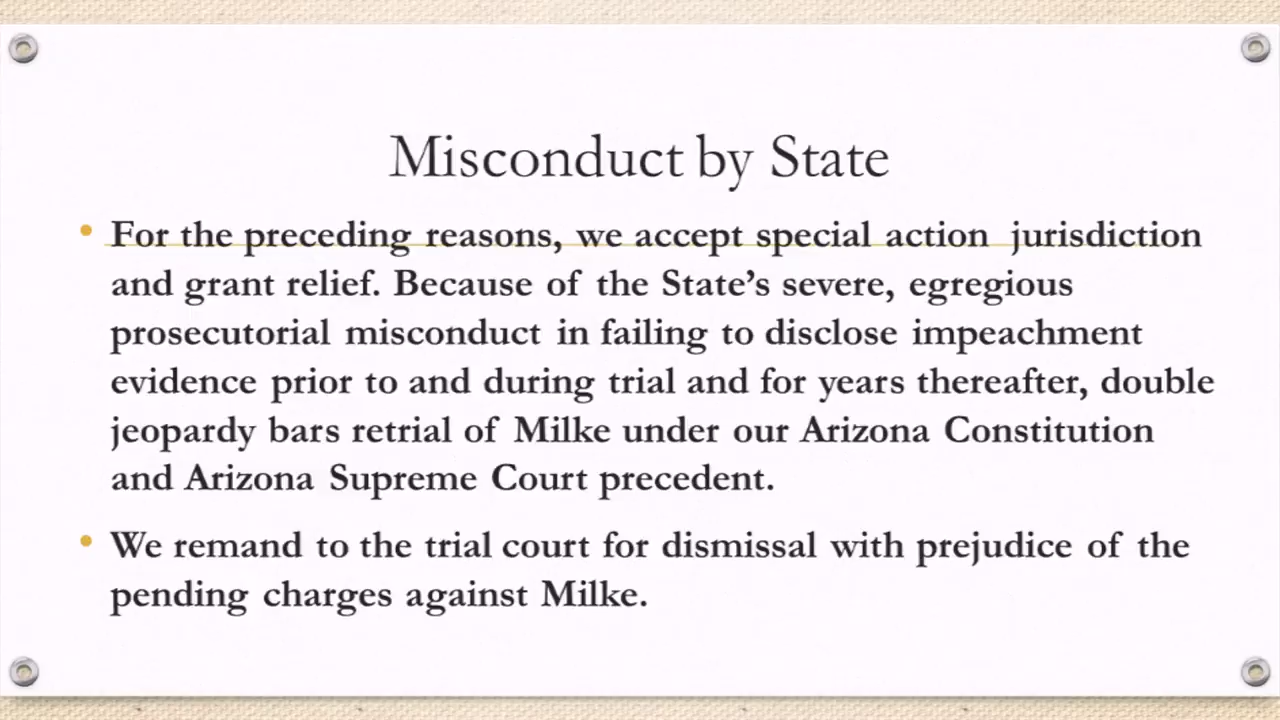 Misconduct by State
• For the preceding reasons, we accept special action jurisdiction
and grant relief. Because of the State’s severe, egregious
prosecutorial misconduct in failing to disclose impeachment
evidence prior to and during trial and for years thereafter, double
jeopardy bars retrial of Milke under our Arizona Constitution
and Arizona Supreme Court precedent.
• We remand to the trial court for dismissal with prejudice of the
pending charges against Milke.